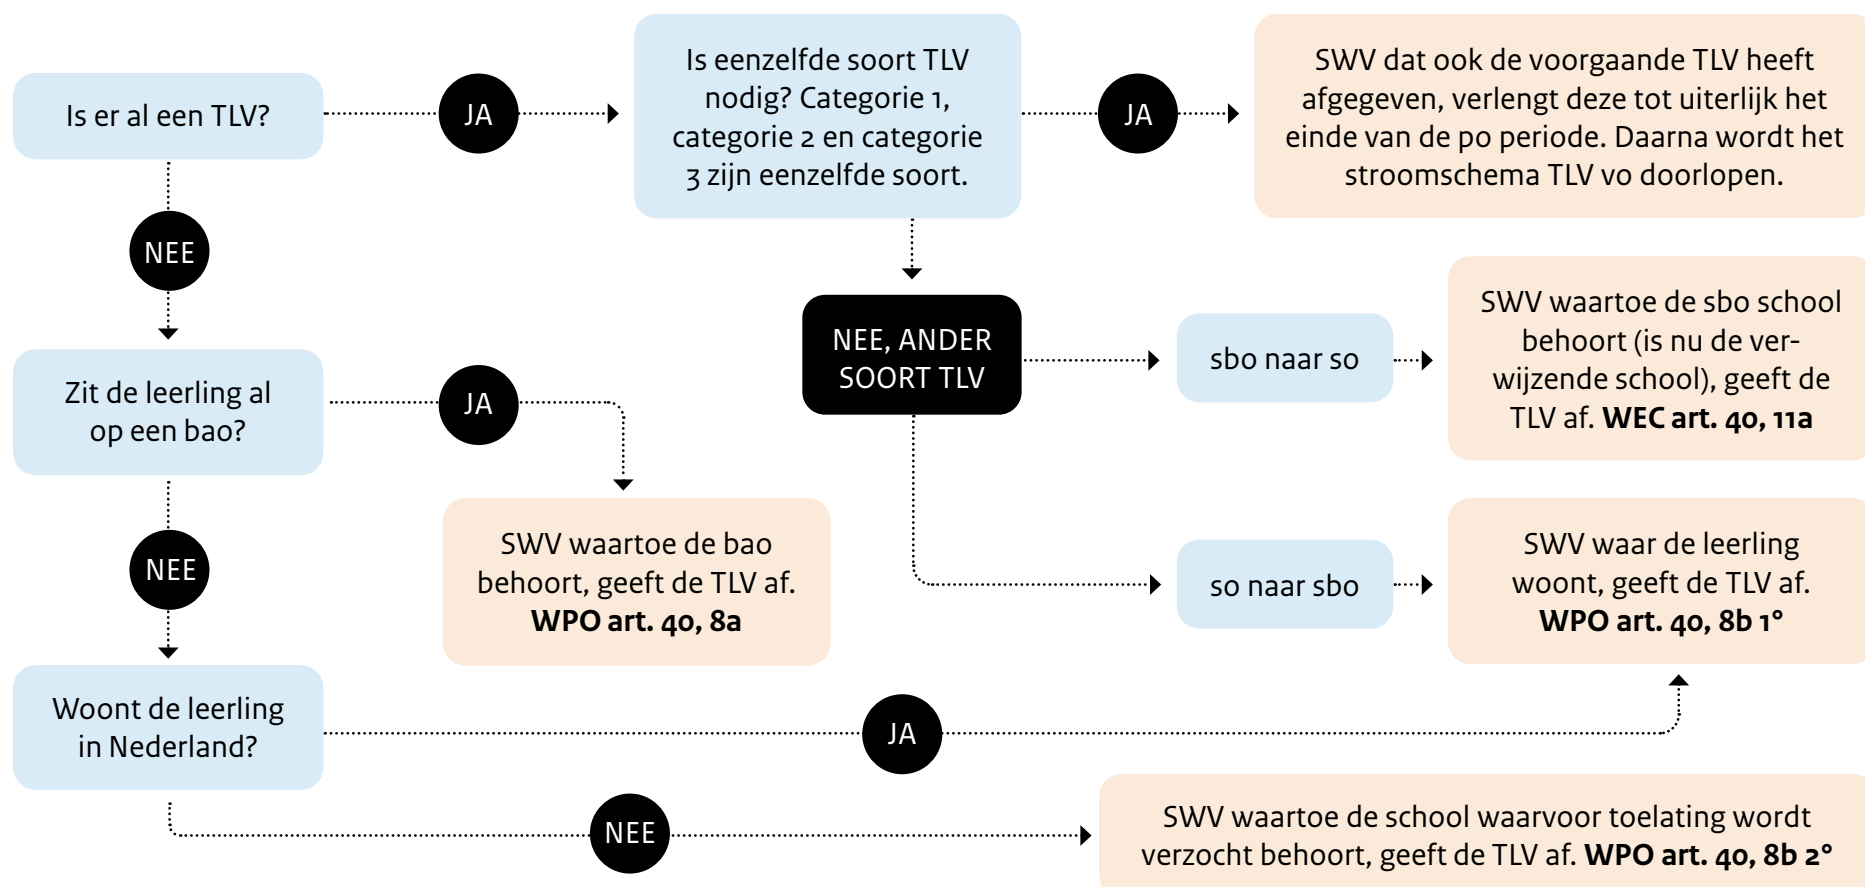 Is er al een TLV?
JA
Is eenzelfde soort TLV
nodig? Categorie 1,
categorie 2 en categorie
3 zijn eenzelfde soort.
JA
SWV dat ook de voorgaande TLV heeft
afgegeven, verlengt deze tot uiterlijk het
einde van de po periode. Daarna wordt het
stroomschema TLV vo doorlopen.
NEE
NEE, ANDER
SOORT TLV
sbo naar so
SWV waartoe de sbo school
behoort (is nu de ver-
wijzende school), geeft de
TLV af. WEC art. 40, 11a
Zit de leerling al
op een bao?
JA
SWV waartoe de bao
behoort, geeft de TLV af.
WPO art. 40, 8a
so naar sbo
SWV waar de leerling
woont, geeft de TLV af.
WPO art. 40, 8b 1°
NEE
Woont de leerling
in Nederland?
JA
NEE
SWV waartoe de school waarvoor toelating wordt
verzocht behoort, geeft de TLV af. WPO art. 40, 8b 2°